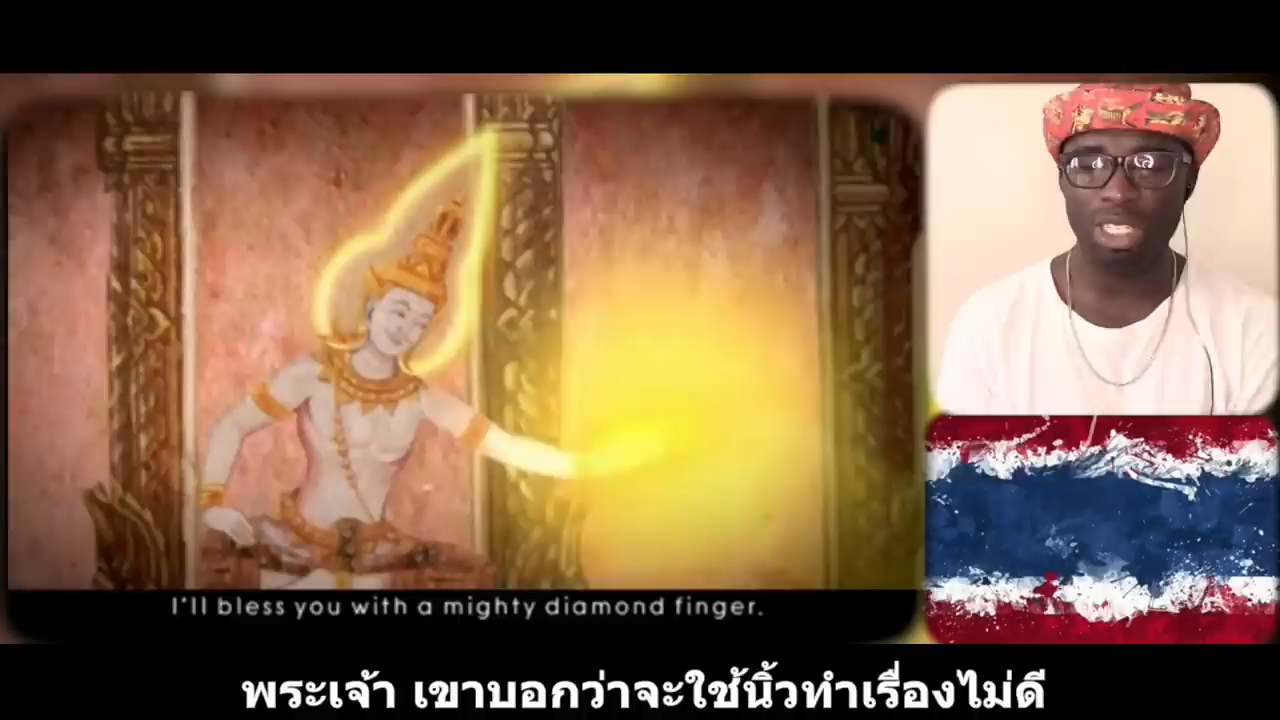 I'll bless you with a mighty diamond finger.
พระเจ้า เขาบอกว่าจะใช้นิ้วทำเรื่องไม่ดี